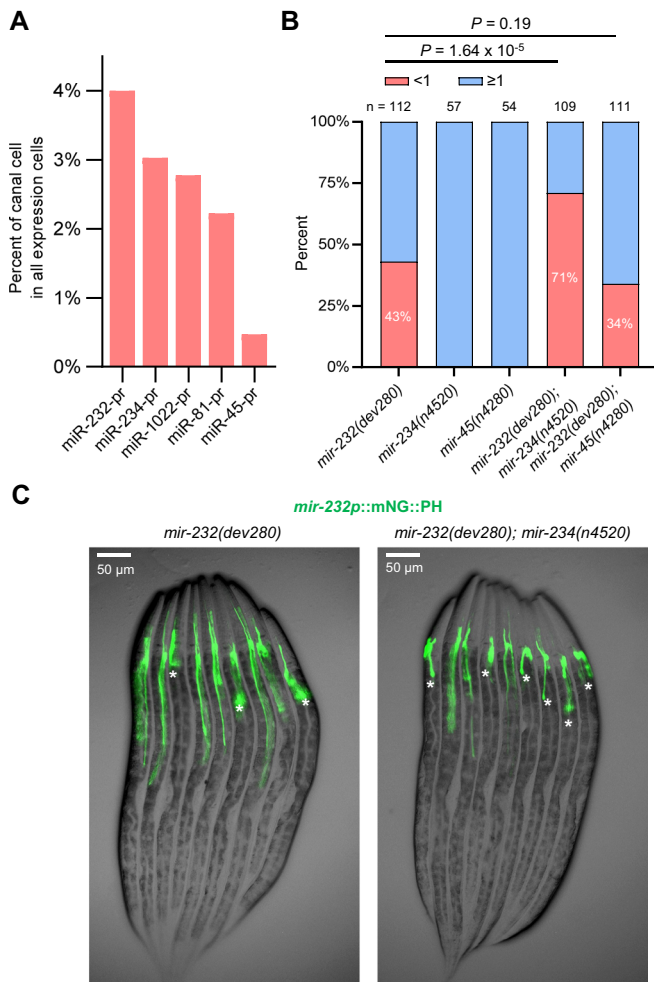 A
Percent of canal cell
in all expression cells
4%
3%
2%
1%
0%
miR-232-pr
miR-234-pr
miR-1022-pr
miR-81-pr
miR-45-pr
B
P = 0.19
P = 1.64 x 10-5
<1
≥1
n = 112
57
54
109
111
Percent
100%
75%
50%
25%
0%
43%
71%
34%
mir-232(dev280)
mir-234(n4520)
mir-45(n4280)
mir-232(dev280);
mir-234(n4520)
mir-232(dev280);
mir-45(n4280)
C
mir-232p::mNG::PH
mir-232(dev280)
mir-232(dev280); mir-234(n4520)
50 µm
*
*
*
50 µm
*
*
*
*
*
*